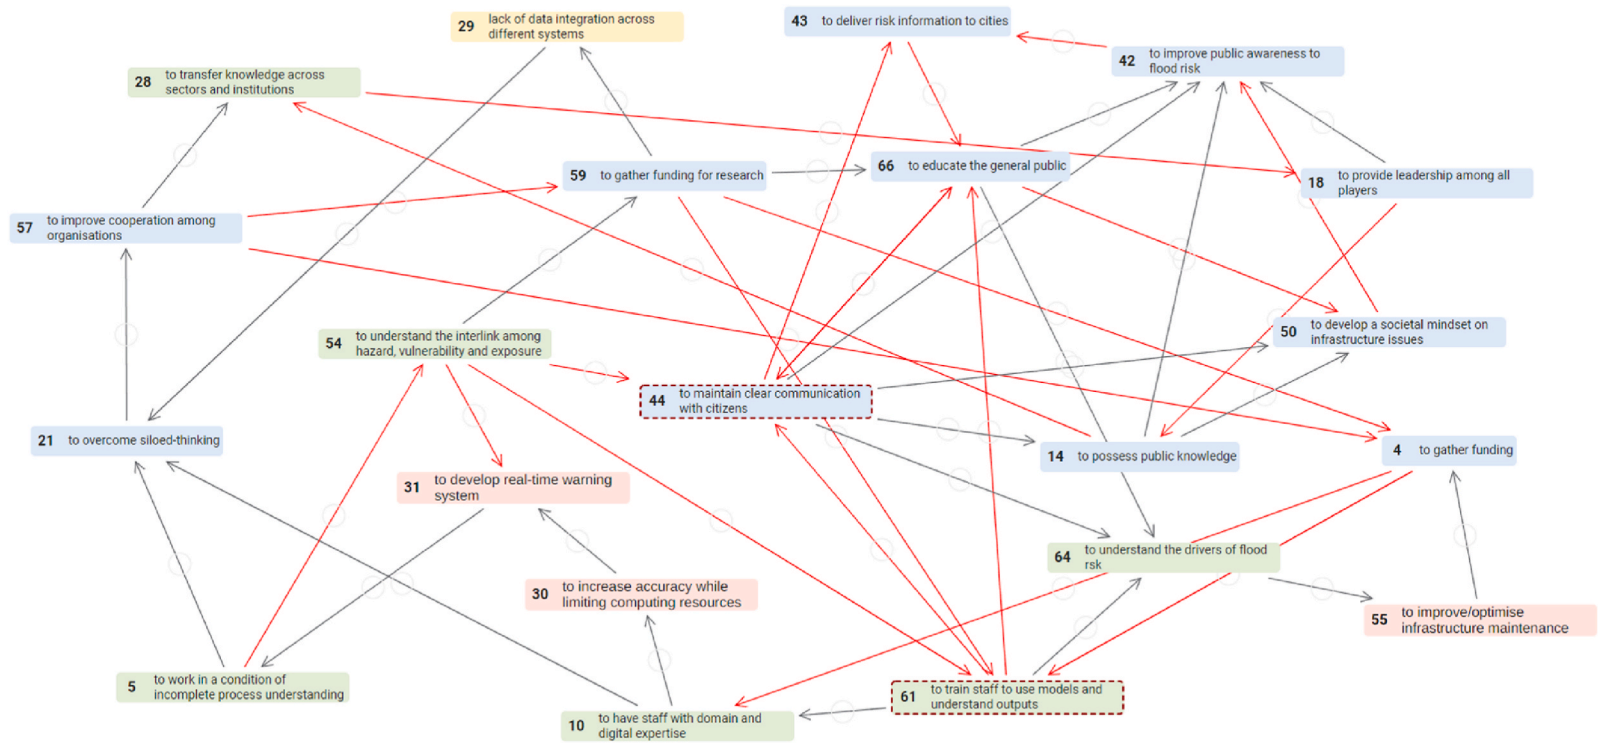 43 to deliver risk information to cities
29 lack of data integration across
different systems
42 to improve public awareness to
flood risk
28 to transfer knowledge across
sectors and institutions
66 to educate the general public
59 to gather funding for research
18 to provide leadership among all
players
57 to improve cooperation among
organisations
54 to understand the interlink among
hazard, vulnerability and exposure
50 to develop a societal mindset on
infrastructure issues
44 to maintain clear communication
with citizens
21 to overcome siloed-thinking
14 to possess public knowledge
4 to gather funding
31 to develop real-time warning
system
64 to understand the drivers of flood
risk
30 to increase accuracy while
limiting computing resources
55 to improve/optimise
infrastructure maintenance
5 to work in a condition of
incomplete process understanding
61 to train staff to use models and
understand outputs
10 to have staff with domain and
digital expertise